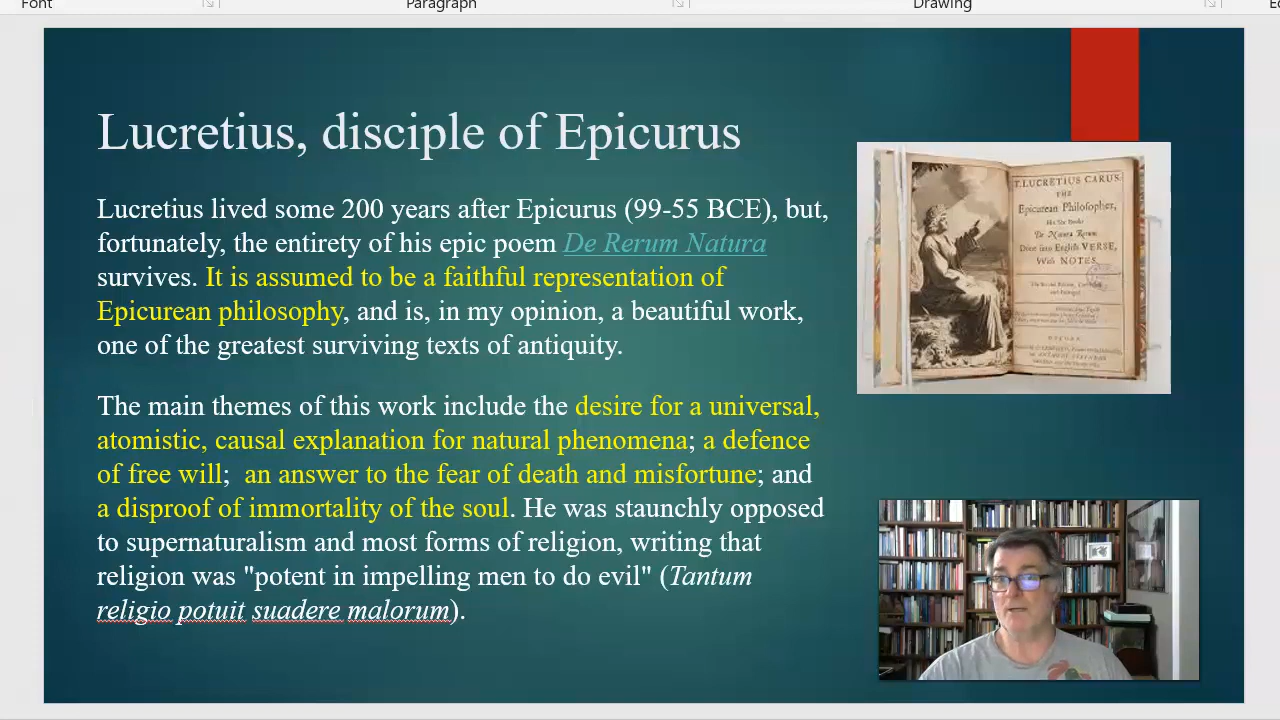 Font
Paragraph
Drawing
Lucretius, disciple of Epicurus
Lucretius lived some 200 years after Epicurus (99-55 BCE), but,
fortunately, the entirety of his epic poem De Rerum Natura
survives. It is assumed to be a faithful representation of
Epicurean philosophy, and is, in my opinion, a beautiful work,
one of the greatest surviving texts of antiquity.
The main themes of this work include the desire for a universal,
atomistic, causal explanation for natural phenomena; a defence
of free will; an answer to the fear of death and misfortune; and
a disproof of immortality of the soul. He was staunchly opposed
to supernaturalism and most forms of religion, writing that
religion was "potent in impelling men to do evil" (Tantum
religio potuit suadere malorum).
T. LUCRETIUS CARUS.
THE
Epicurean Philosopher,
De Natura Rerum
Done into English VERSE,
With NOTES.